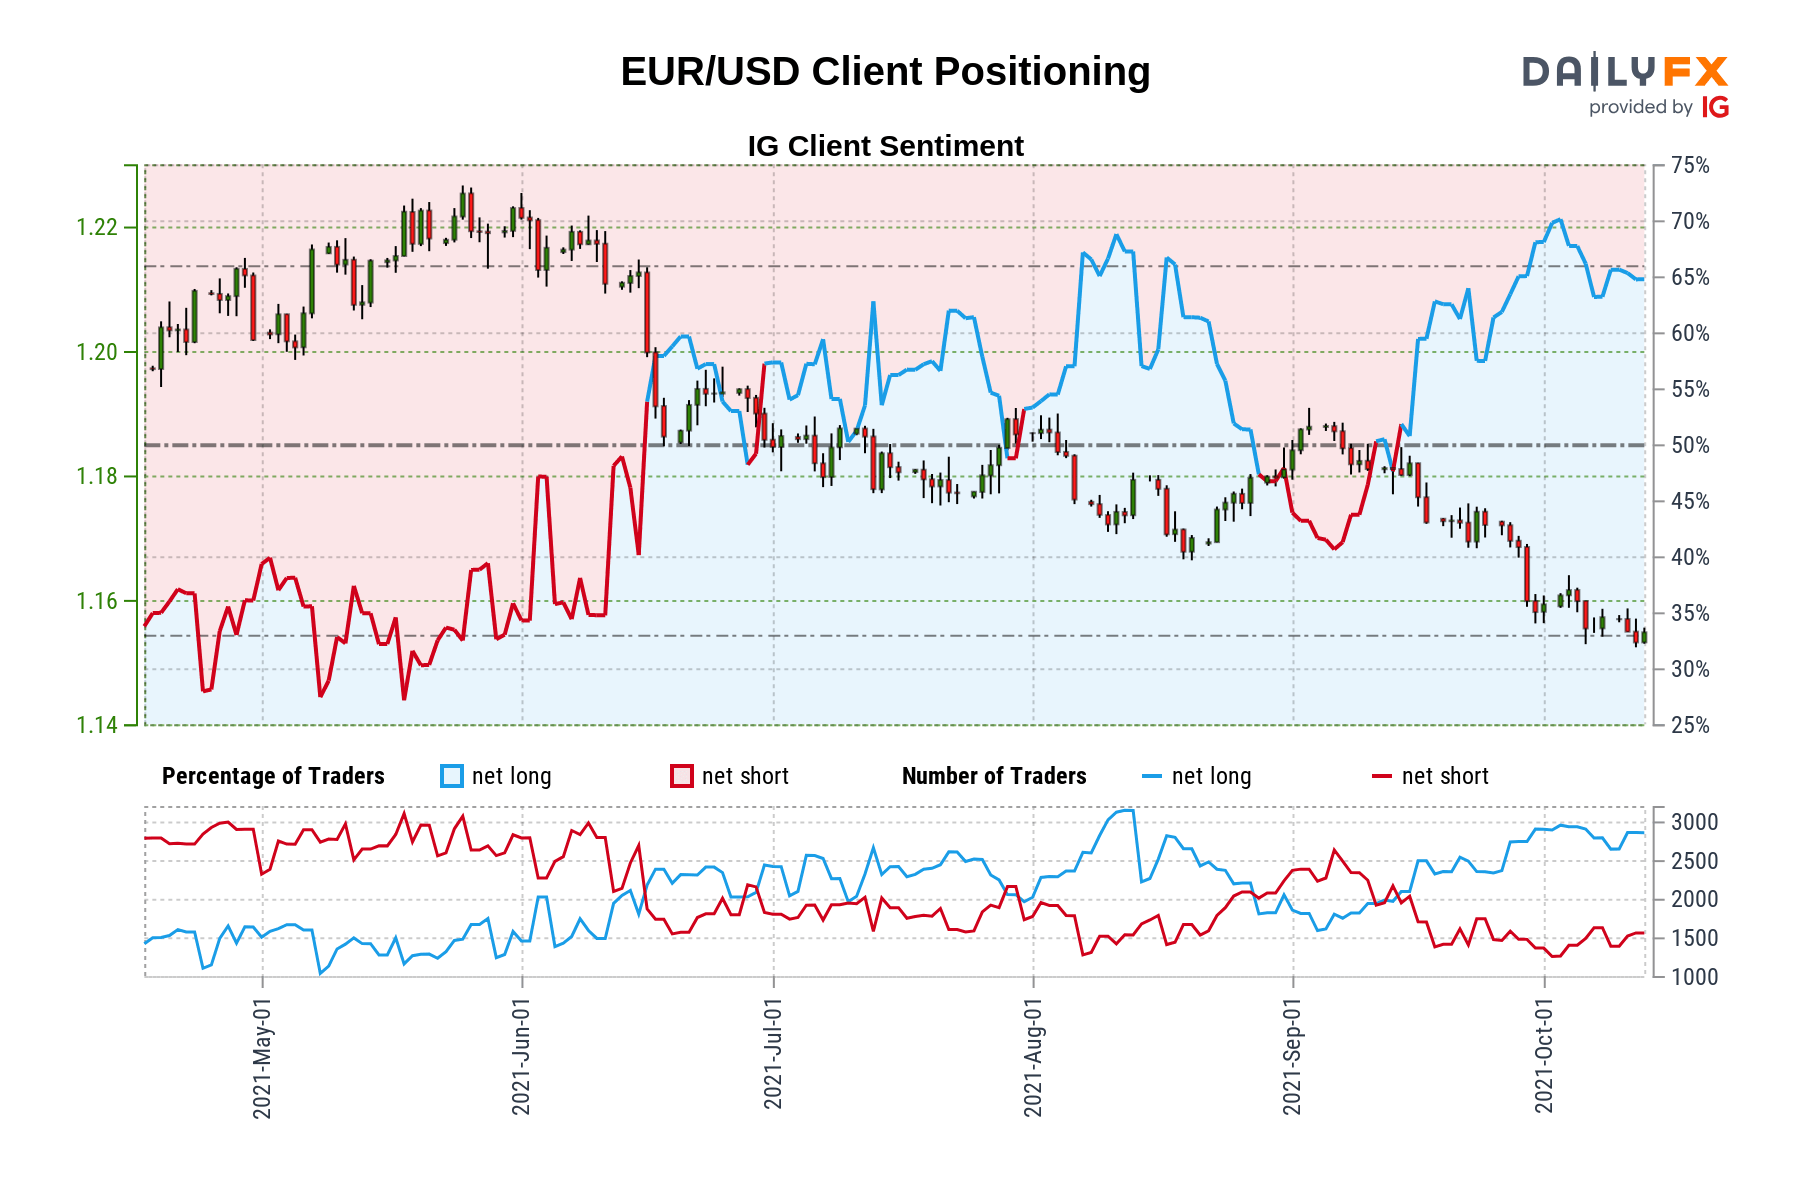 EUR/USD Client Positioning
DAILYFX
provided by IG
IG Client Sentiment
1.22
1.20
1.18
1.16
1.14
75%
70%
65%
60%
55%
50%
45%
40%
35%
30%
25%
Percentage of Traders net long net short Number of Traders net long net short
3000
2500
2000
1500
1000
2021-May-01
2021-Jun-01
2021-Jul-01
2021-Aug-01
2021-Sep-01
2021-Oct-01